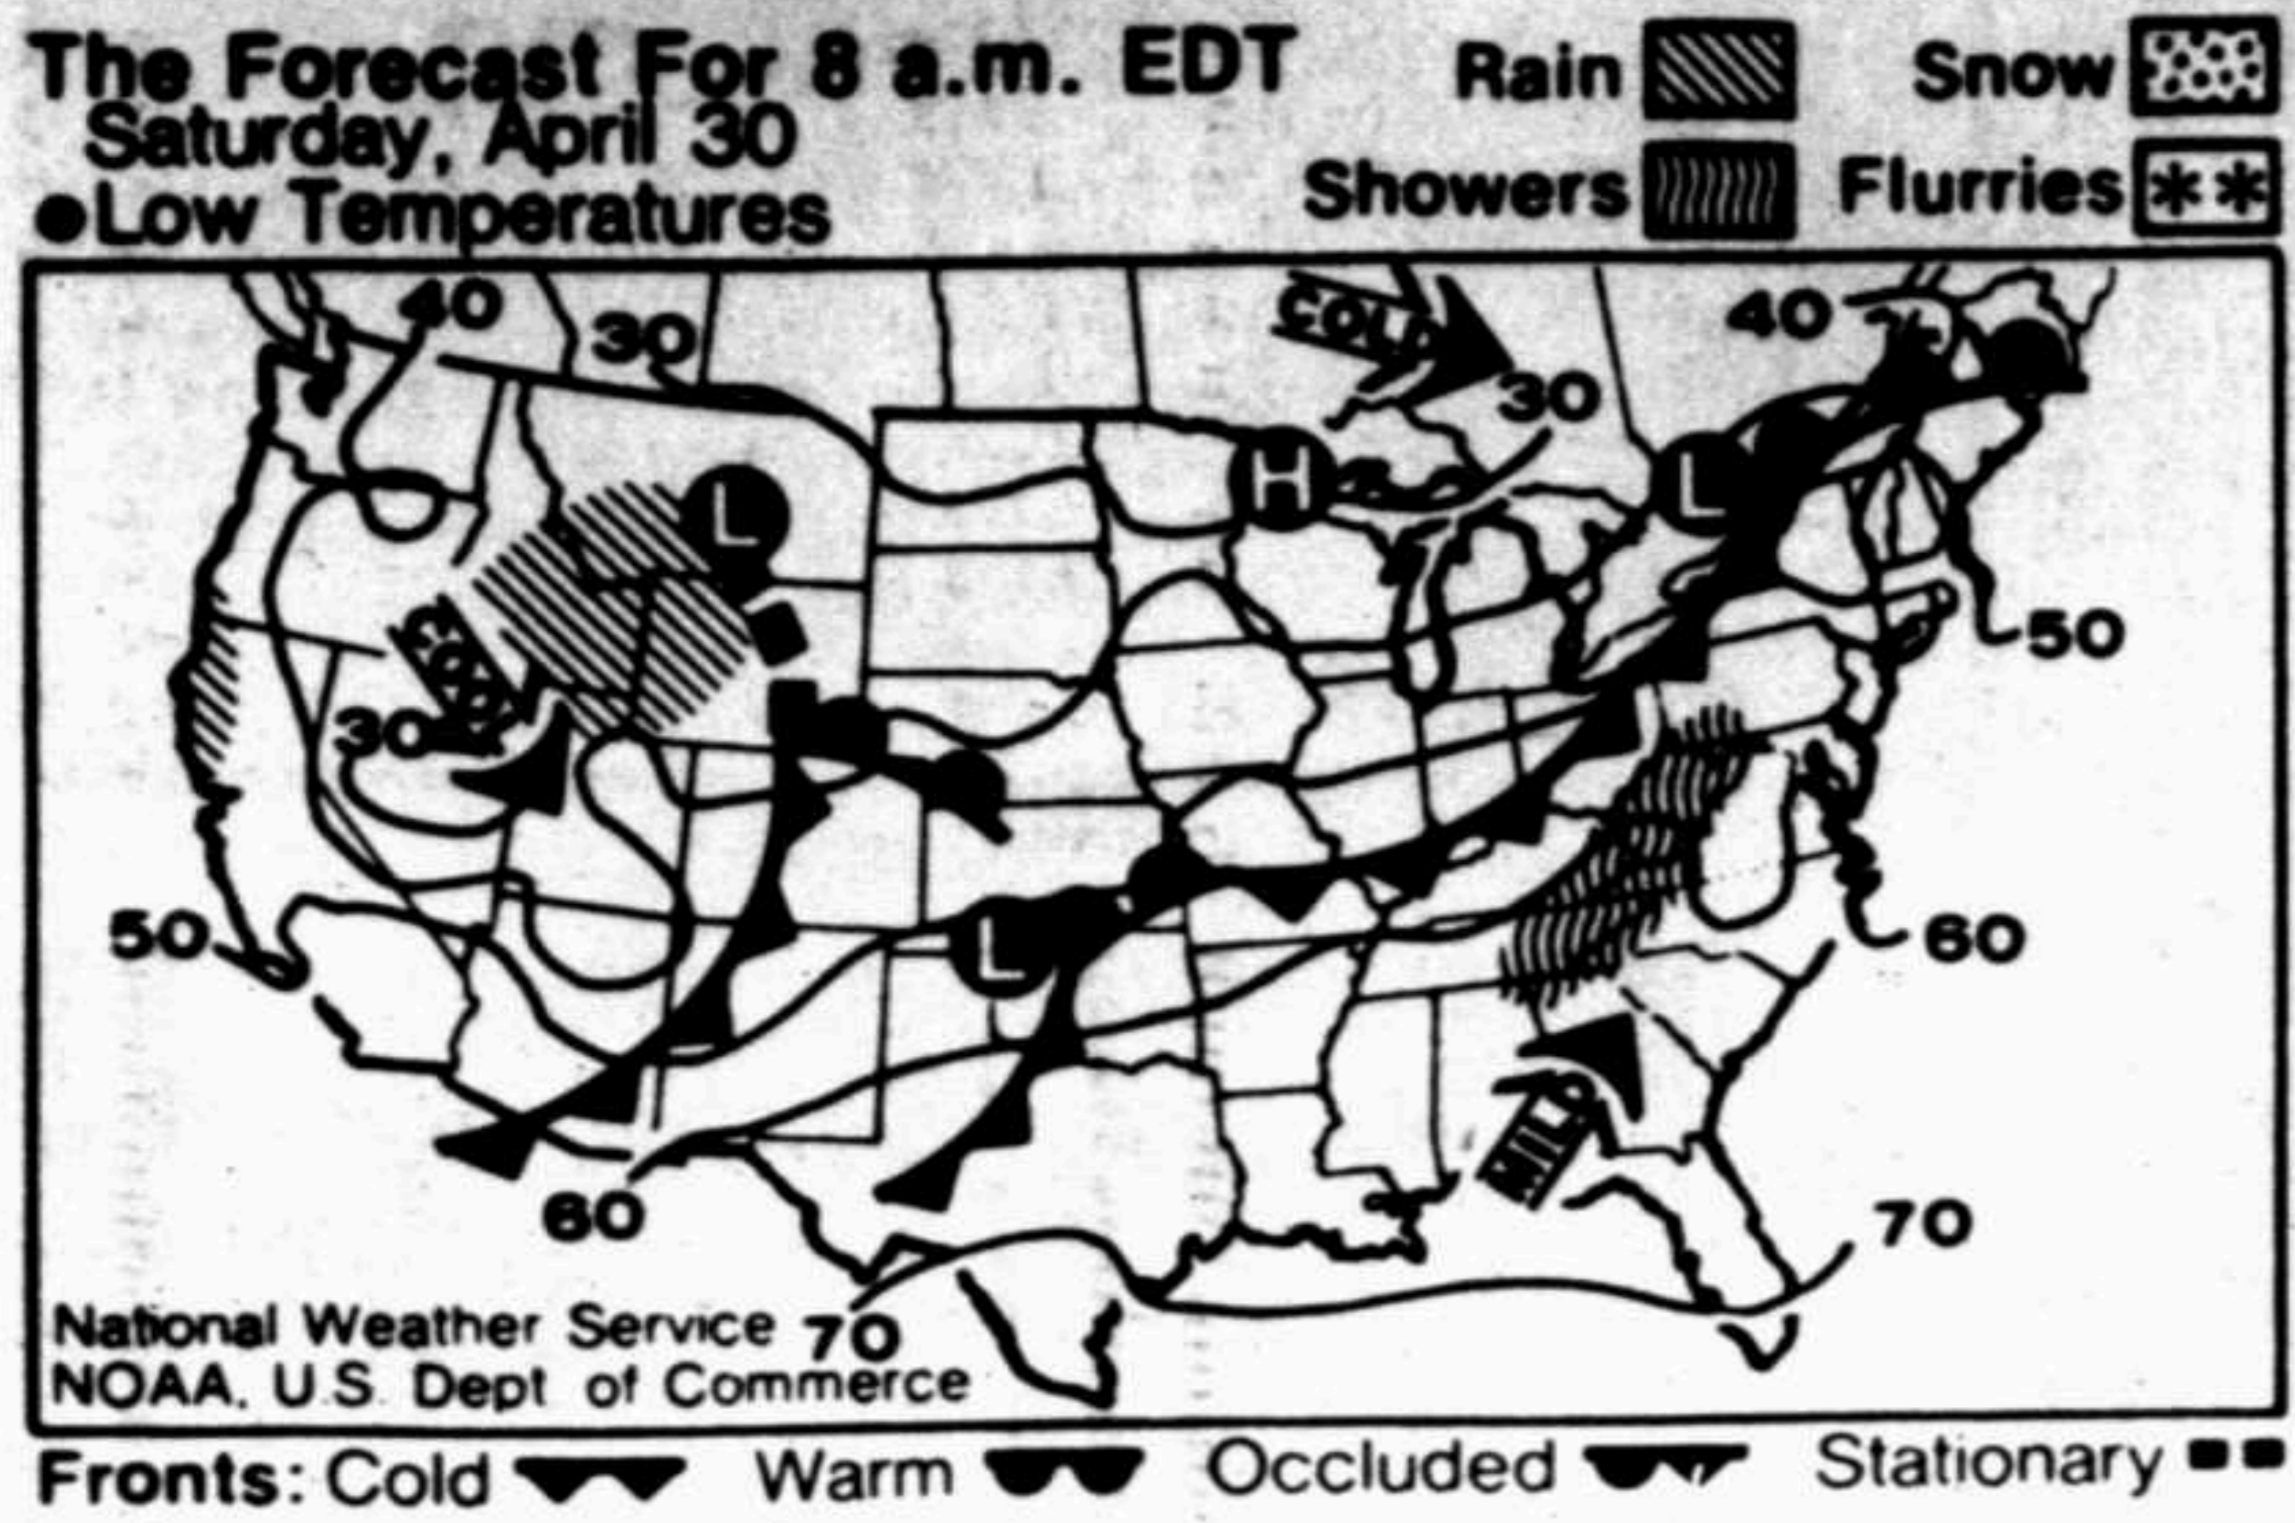 The Forecast For 8 a.m. EDT
Saturday, April 30
●Low Temperatures
Rain
Snow
Showers
Flurries
40
30
COLD
40
30
H
L
L
COLD
50
30
50
L
60
MILD
60
70
National Weather Service
70
NOAA, U.S. Dept of Commerce
Fronts: Cold
Warm
Occluded
Stationary